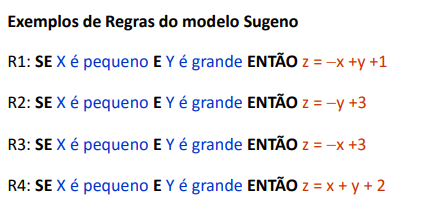 Exemplos de Regras do modelo Sugeno
R1: SE X é pequeno E Y é grande ENTÃO z = −x +y +1
R2: SE X é pequeno E Y é grande ENTÃO z = −y +3
R3: SE X é pequeno E Y é grande ENTÃO z = −x +3
R4: SE X é pequeno E Y é grande ENTÃO z = x + y + 2